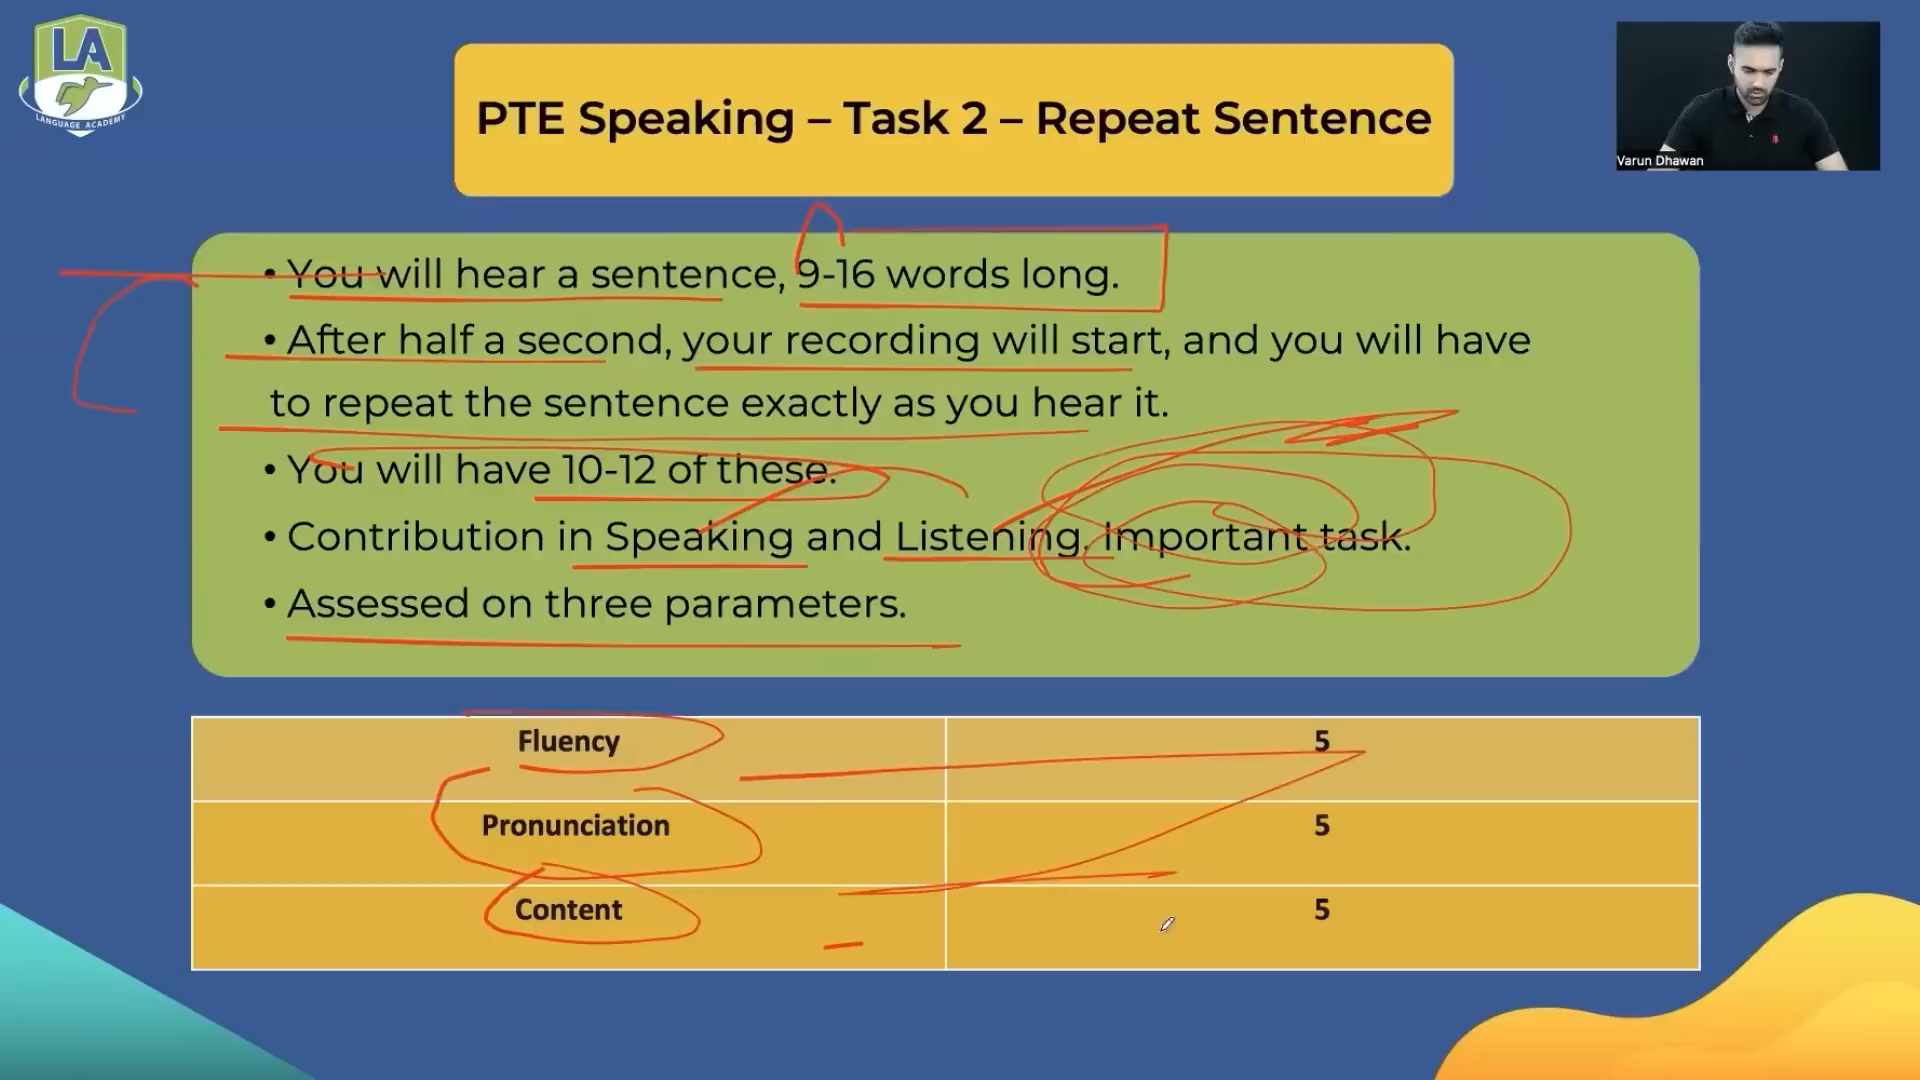 LA
LANGUAGE ACADEMY
PTE Speaking – Task 2 – Repeat Sentence
Varun Dhawan
• You will hear a sentence, 9-16 words long.
• After half a second, your recording will start, and you will have
to repeat the sentence exactly as you hear it.
• You will have 10-12 of these.
• Contribution in Speaking and Listening. Important task.
• Assessed on three parameters.
Fluency 5
Pronunciation 5
Content 5